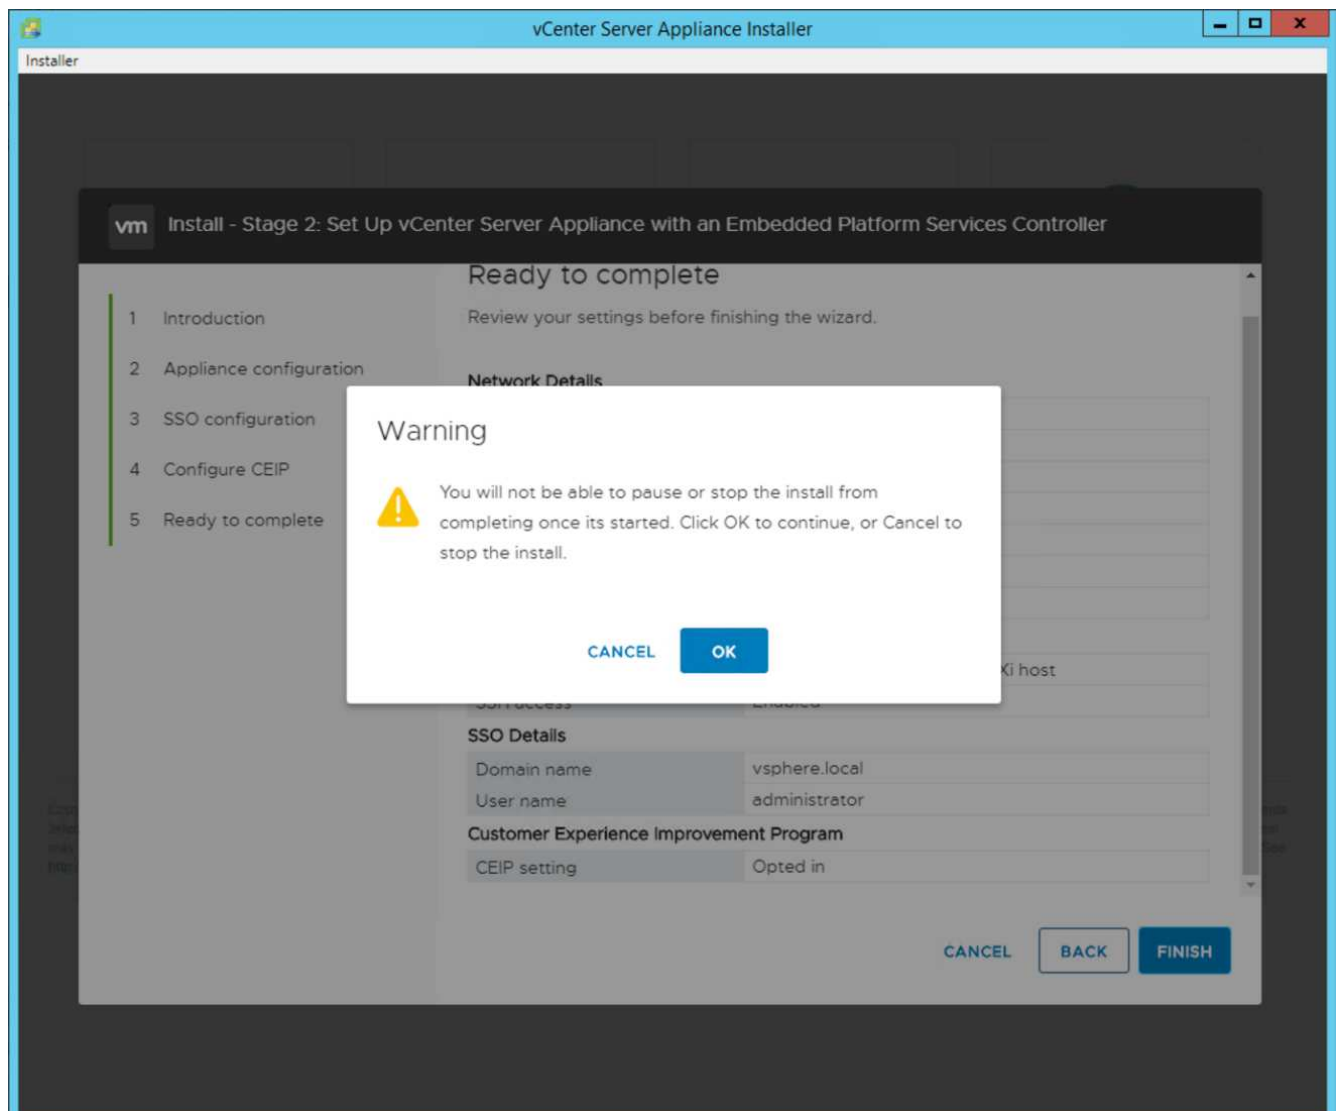 vCenter Server Appliance Installer
Installer
vm Install - Stage 2: Set Up vCenter Server Appliance with an Embedded Platform Services Controller
1 Introduction
2 Appliance configuration
3 SSO configuration
4 Configure CEIP
5 Ready to complete
Ready to complete
Review your settings before finishing the wizard.
Network Details
Warning
You will not be able to pause or stop the install from
completing once its started. Click OK to continue, or Cancel to
stop the install.
CANCEL OK
Xi host
SSH access Enabled
SSO Details
Domain name vsphere.local
User name administrator
Customer Experience Improvement Program
CEIP setting Opted in
CANCEL BACK FINISH